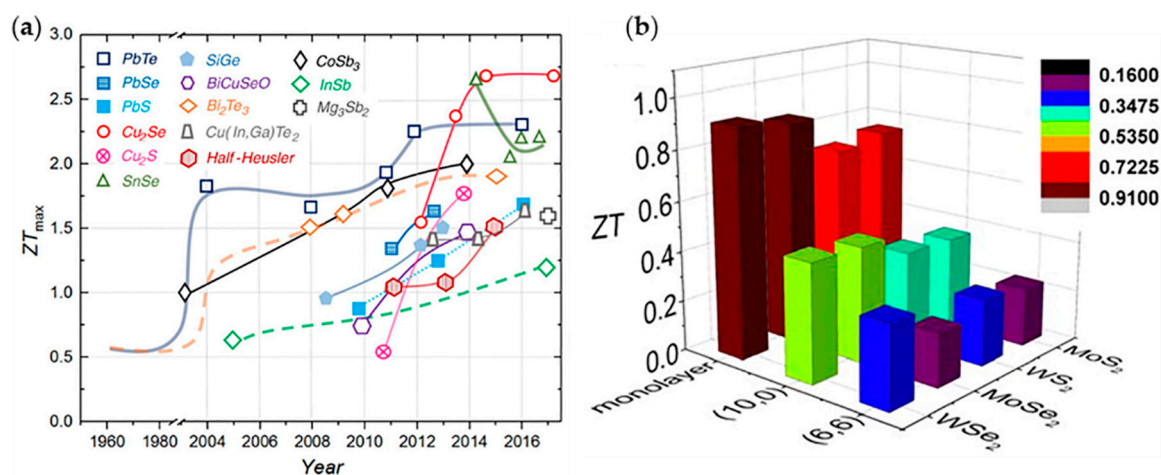 (a)
ZTmax
3.0
2.5
2.0
1.5
1.0
0.5
0.0
PbTe
PbSe
PbS
Cu₂Se
Cu₂S
SnSe
SiGe
BiCuSeO
Bi₂Te₃
Cu(In,Ga)Te₂
Half-Heusler
CoSb₃
InSb
Mg₃Sb₂
1960 1980 2004 2006 2008 2010 2012 2014 2016
Year
(b)
ZT
1.0
0.8
0.6
0.4
0.2
0.0
0.1600
0.3475
0.5350
0.7225
0.9100
monolayer
(10,0)
(6,6)
MoS₂
WS₂
MoSe₂
WSe₂